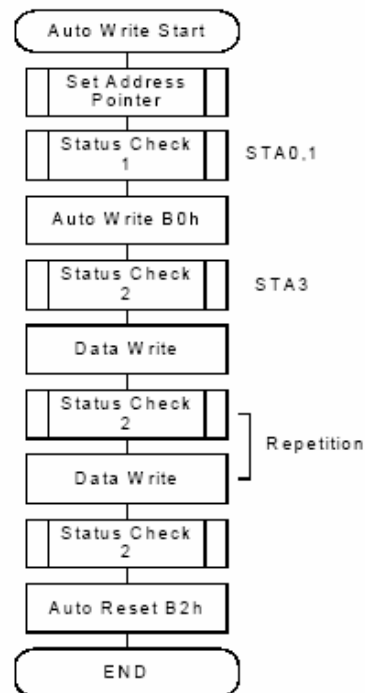 Auto Write Start
Set Address
Pointer
Status Check
1
STA0,1
Auto Write B0h
Status Check
2
STA3
Data Write
Status Check
2
Repetition
Data Write
Status Check
2
Auto Reset B2h
END